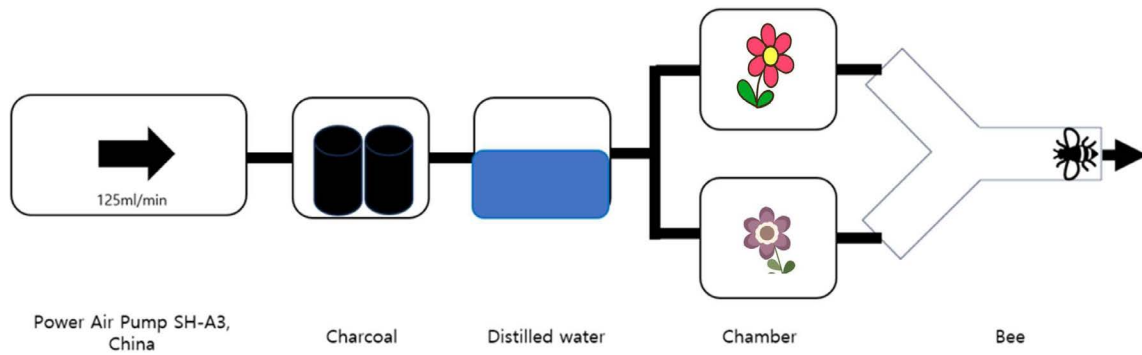 125ml/min
Power Air Pump SH-A3,
China
Charcoal
Distilled water
Chamber
Bee